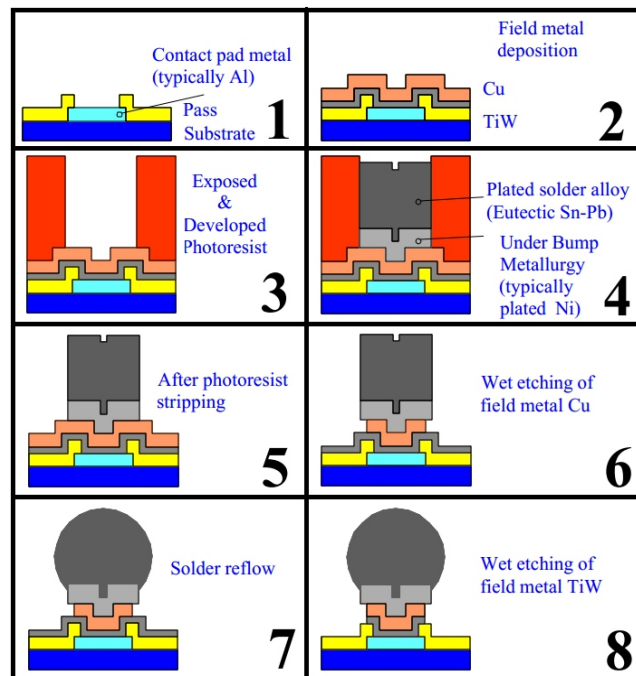 Contact pad metal
(typically Al)
Pass
Substrate
1
Field metal
deposition
Cu
TiW
2
Exposed
&
Developed
Photoresist
3
Plated solder alloy
(Eutectic Sn-Pb)
Under Bump
Metallurgy
(typically
plated Ni)
4
After photoresist
stripping
5
Wet etching of
field metal Cu
6
Solder reflow
7
Wet etching of
field metal TiW
8